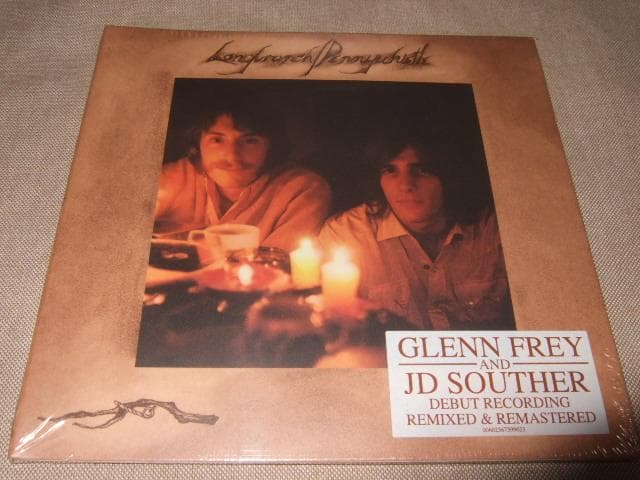 Longbranch/Pennywhistle
GLENN FREY
AND
JD SOUTHER
DEBUT RECORDING
REMIXED & REMASTERED